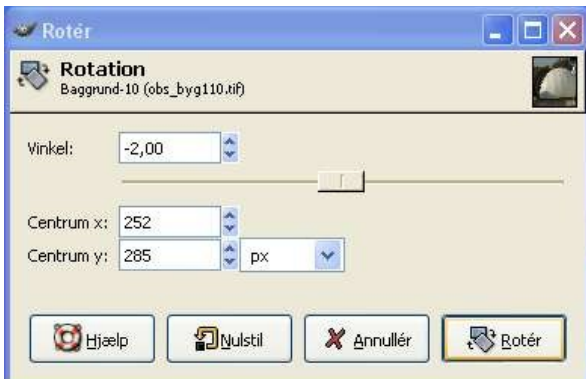 Rotér
Rotation
Baggrund-10 (obs_byg110.tif)
Vinkel: -2,00
Centrum x: 252
Centrum y: 285 px
Hjælp Nulstil Annullér Rotér